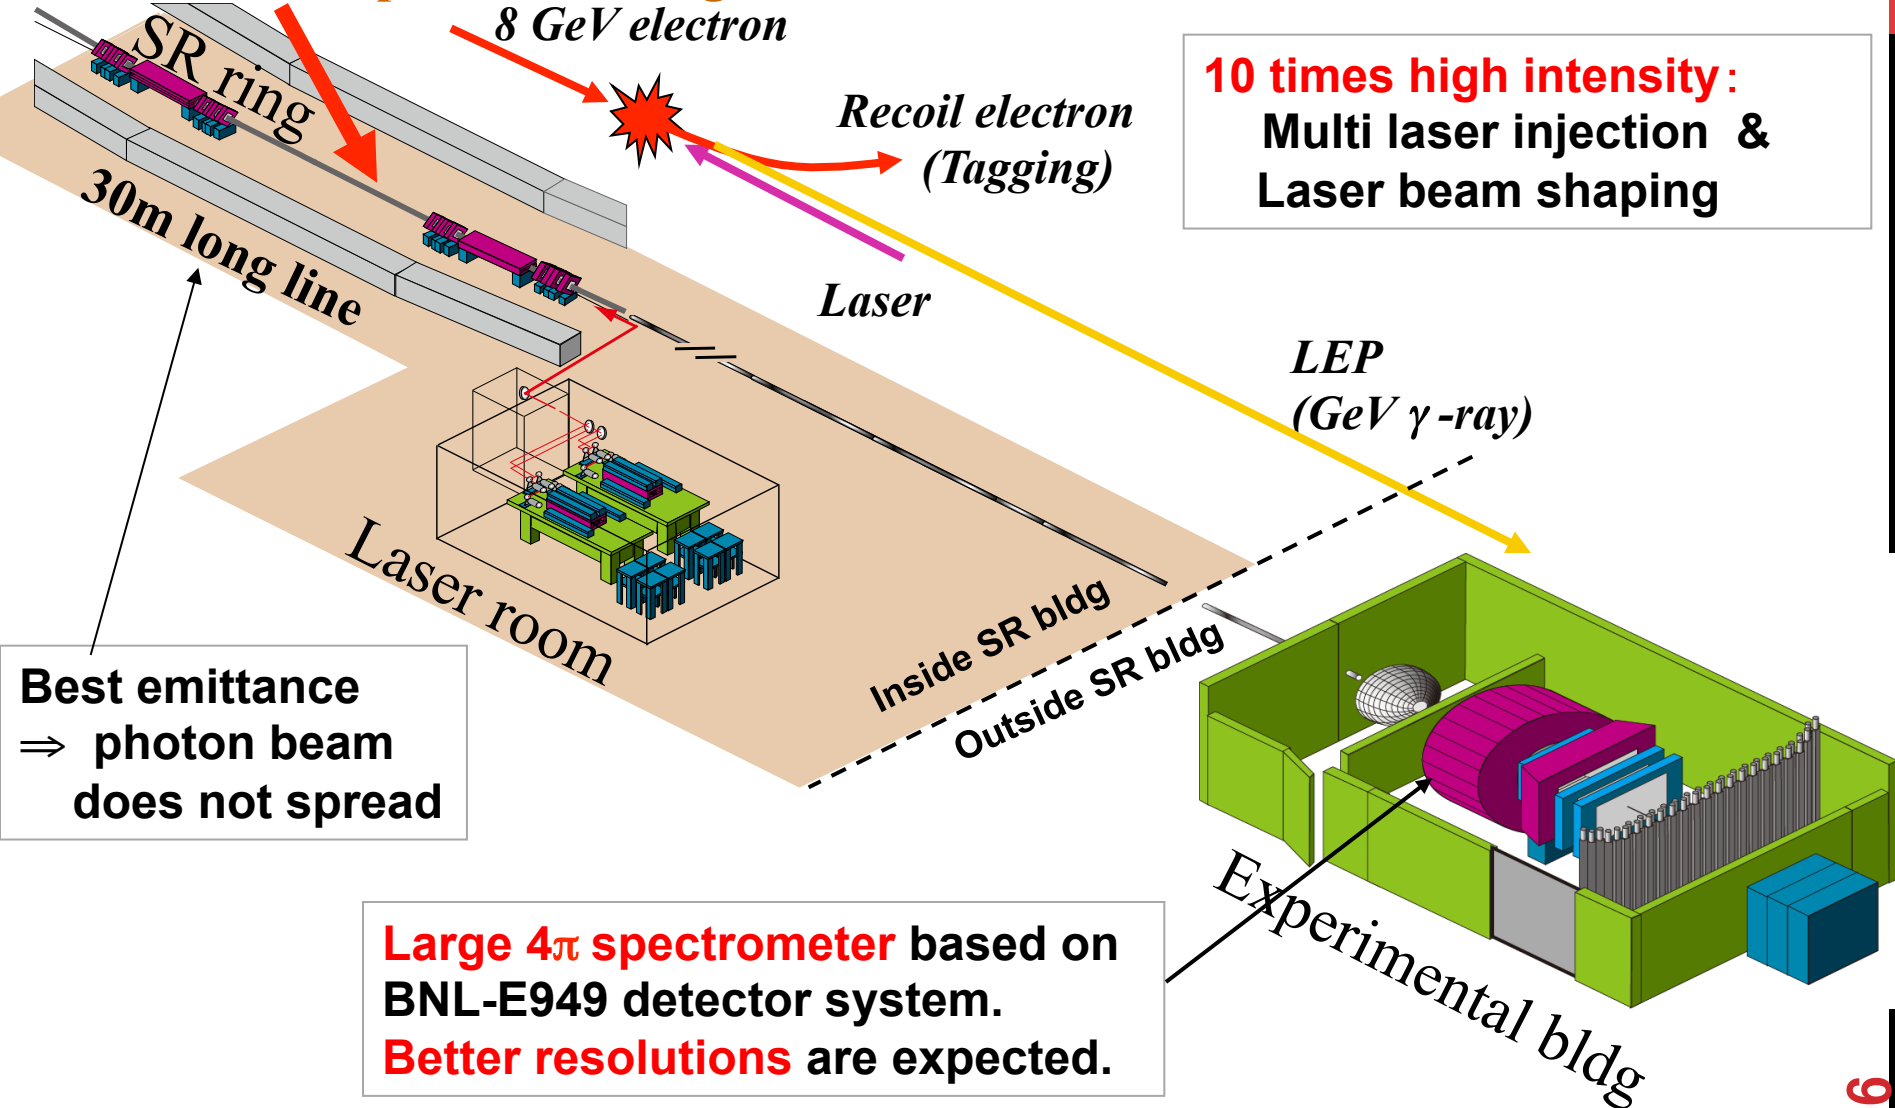 8 GeV electron
SR ring
Recoil electron
(Tagging)
10 times high intensity:
Multi laser injection &
Laser beam shaping
30m long line
Laser
LEP
(GeV γ -ray)
Laser room
Inside SR bldg
Outside SR bldg
Best emittance
⇒ photon beam
does not spread
Large 4π spectrometer based on
BNL-E949 detector system.
Better resolutions are expected.
Experimental bldg
6